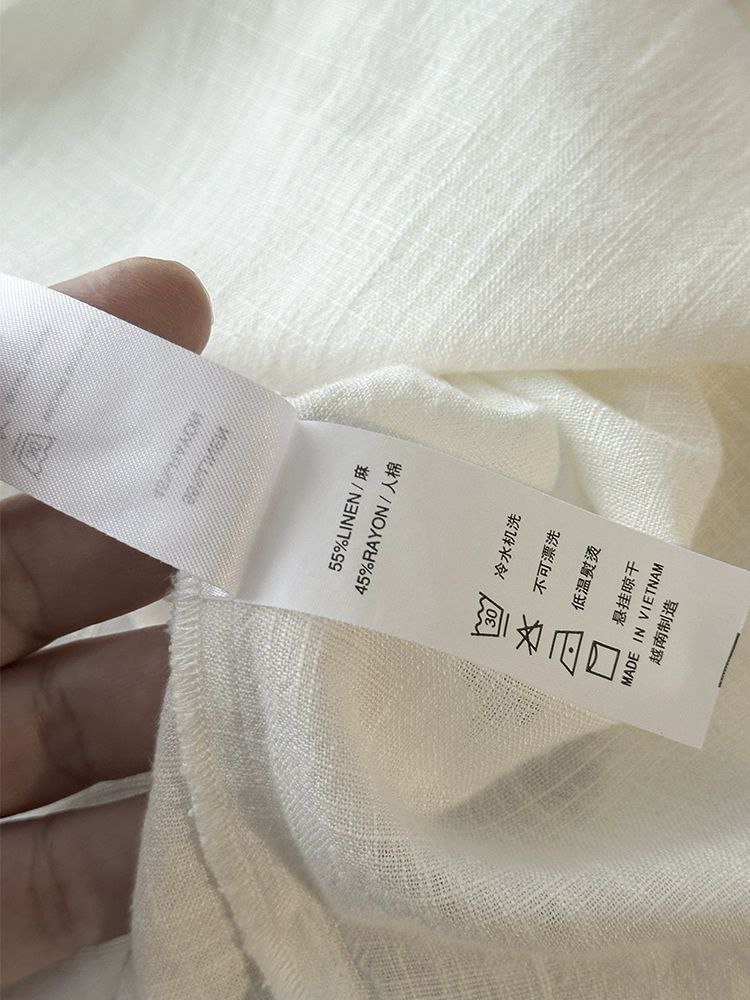 55%LINEN / 麻
45%RAYON / 人棉
30
冷水机洗
不可漂洗
低温熨烫
悬挂晾干
MADE IN VIETNAM
越南制造